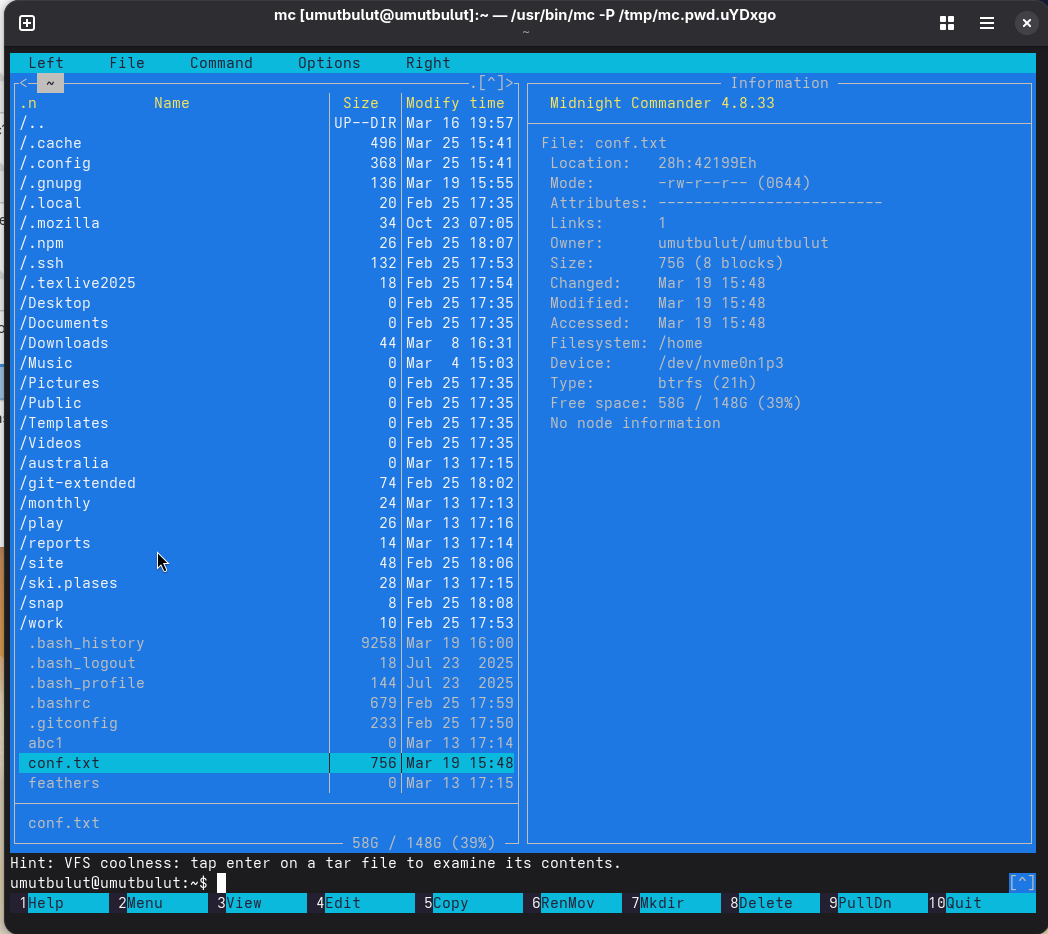 mc [umutbulut@umutbulut]:~ — /usr/bin/mc -P /tmp/mc.pwd.uYDxgo
~
Left File Command Options Right
<─ ~ .[^]>
.n Name Size Modify time
/.. UP--DIR Mar 16 19:57
/.cache 496 Mar 25 15:41
/.config 368 Mar 25 15:41
/.gnupg 136 Mar 19 15:55
/.local 20 Feb 25 17:35
/.mozilla 34 Oct 23 07:05
/.npm 26 Feb 25 18:07
/.ssh 132 Feb 25 17:53
/.texlive2025 18 Feb 25 17:54
/Desktop 0 Feb 25 17:35
/Documents 0 Feb 25 17:35
/Downloads 44 Mar 8 16:31
/Music 0 Mar 4 15:03
/Pictures 0 Feb 25 17:35
/Public 0 Feb 25 17:35
/Templates 0 Feb 25 17:35
/Videos 0 Feb 25 17:35
/australia 0 Mar 13 17:15
/git-extended 74 Feb 25 18:02
/monthly 24 Mar 13 17:13
/play 26 Mar 13 17:16
/reports 14 Mar 13 17:14
/site 48 Feb 25 18:06
/ski.plases 28 Mar 13 17:15
/snap 8 Feb 25 18:08
/work 10 Feb 25 17:53
.bash_history 9258 Mar 19 16:00
.bash_logout 18 Jul 23 2025
.bash_profile 144 Jul 23 2025
.bashrc 679 Feb 25 17:59
.gitconfig 233 Feb 25 17:50
abc1 0 Mar 13 17:14
conf.txt 756 Mar 19 15:48
feathers 0 Mar 13 17:15
conf.txt
58G / 148G (39%)
Information
Midnight Commander 4.8.33
File: conf.txt
Location: 28h:42199Eh
Mode: -rw-r--r-- (0644)
Attributes: -------------------------
Links: 1
Owner: umutbulut/umutbulut
Size: 756 (8 blocks)
Changed: Mar 19 15:48
Modified: Mar 19 15:48
Accessed: Mar 19 15:48
Filesystem: /home
Device: /dev/nvme0n1p3
Type: btrfs (21h)
Free space: 58G / 148G (39%)
No node information
Hint: VFS coolness: tap enter on a tar file to examine its contents.
umutbulut@umutbulut:~$ [^]
1Help 2Menu 3View 4Edit 5Copy 6RenMov 7Mkdir 8Delete 9PullDn 10Quit